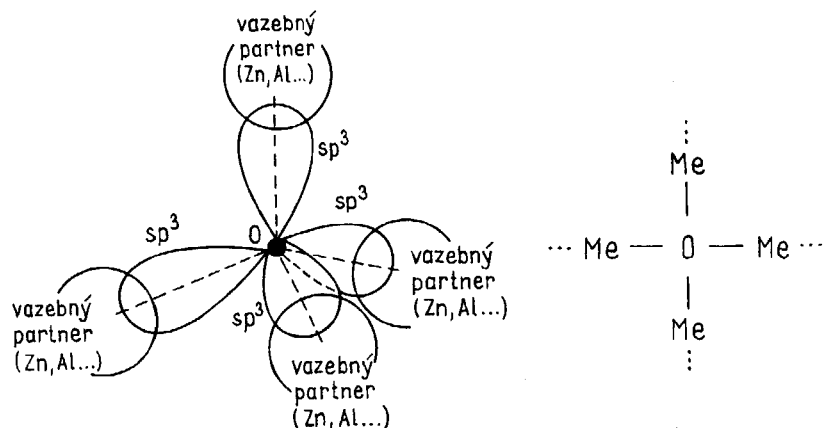 vazebný
partner
(Zn,Al...)
sp³
sp³
sp³
O
vazebný
partner
(Zn,Al...)
vazebný
partner
(Zn,Al...)
sp³
vazebný
partner
(Zn,Al...)
⋮
Me
|
··· Me — O — Me ···
|
Me
⋮